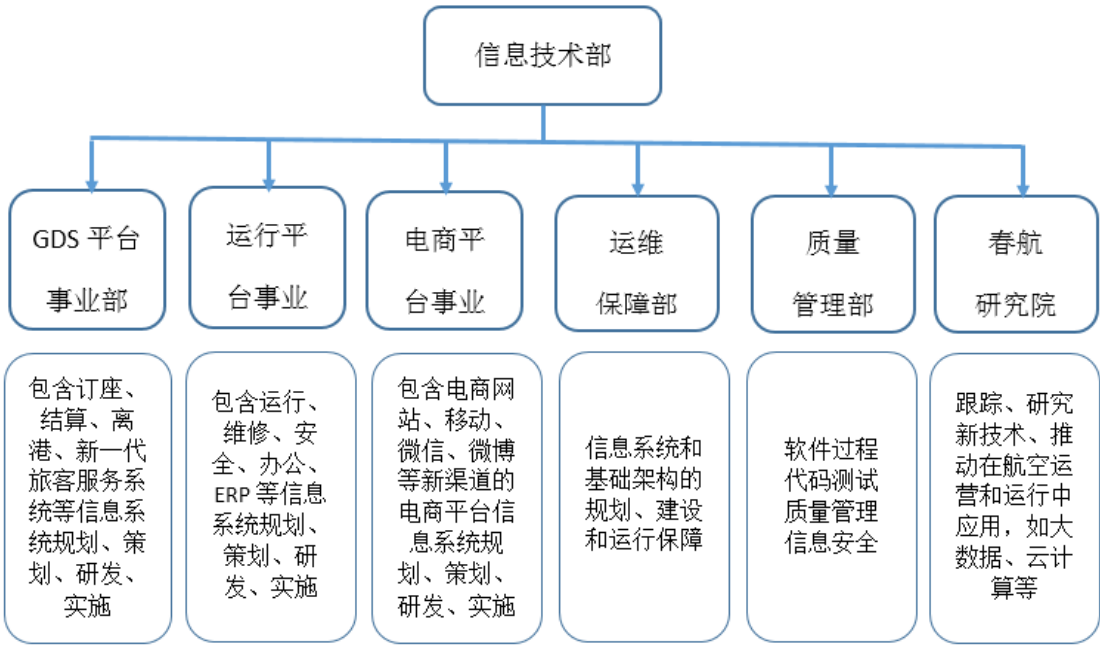 信息技术部
GDS 平台
事业部
运行平
台事业
电商平
台事业
运维
保障部
质量
管理部
春航
研究院
包含订座、
结算、离
港、新一代
旅客服务系
统等信息系
统规划、策
划、研发、
实施
包含运行、
维修、安
全、办公、
ERP 等信息
系统规划、
策划、研
发、实施
包含电商网
站、移动、
微信、微博
等新渠道的
电商平台信
息系统规
划、策划、
研发、实施
信息系统和
基础架构的
规划、建设
和运行保障
软件过程
代码测试
质量管理
信息安全
跟踪、研究
新技术、推
动在航空运
营和运行中
应用，如大
数据、云计
算等